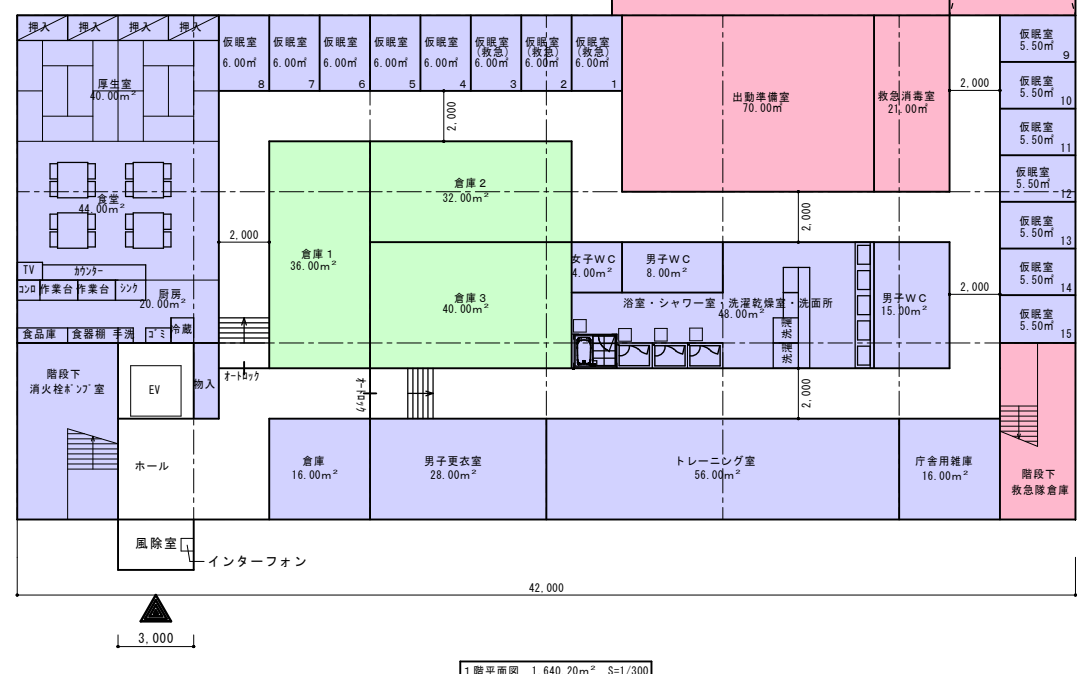 押入 押入 押入 押入
仮眠室
6.00㎡
8
仮眠室
6.00㎡
7
仮眠室
6.00㎡
6
仮眠室
6.00㎡
5
仮眠室
6.00㎡
4
仮眠室
(救急)
6.00㎡
3
仮眠室
(救急)
6.00㎡
2
仮眠室
(救急)
6.00㎡
1
厚生室
40.00m²
出動準備室
70.00㎡
救急消毒室
21.00㎡
2,000
仮眠室
5.50㎡
9
仮眠室
5.50㎡
10
仮眠室
5.50㎡
11
仮眠室
5.50㎡
12
仮眠室
5.50㎡
13
仮眠室
5.50㎡
14
仮眠室
5.50㎡
15
2,000
食堂
44.00m²
2,000
倉庫1
36.00m²
倉庫2
32.00m²
倉庫3
40.00m²
2,000
女子WC
4.00m²
男子WC
8.00m²
浴室・シャワー室・洗濯乾燥室・洗面所
48.00m²
洗濯
洗濯
男子WC
15.00m²
2,000
TV カウンター
コンロ 作業台 作業台 シンク
厨房
20.00m²
食品庫 食器棚 手洗 ゴミ 冷蔵
階段下
消火栓ポンプ室
EV
物入
オートロック
オートロック
2,000
ホール
倉庫
16.00m²
男子更衣室
28.00m²
トレーニング室
56.00m²
庁舎用雑庫
16.00m²
階段下
救急隊倉庫
風除室
インターフォン
42,000
3,000
1階平面図 1,640.20m² S=1/300